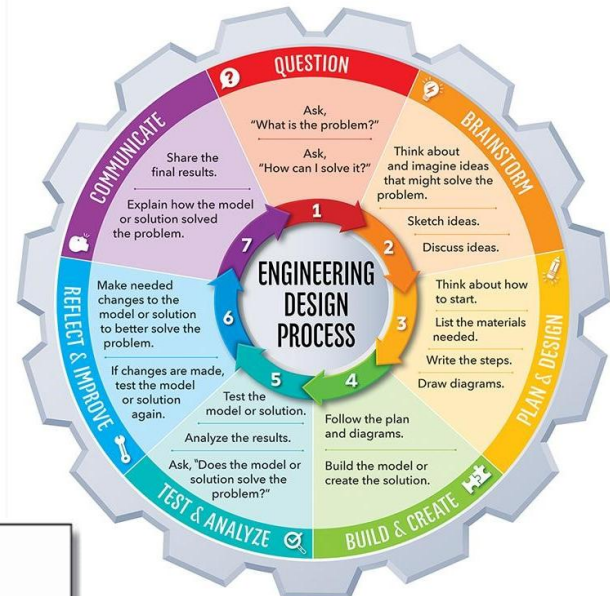 ENGINEERING
DESIGN
PROCESS
1
QUESTION
Ask,
"What is the problem?"
Ask,
"How can I solve it?"
2
BRAINSTORM
Think about
and imagine ideas
that might solve the
problem.
Sketch ideas.
Discuss ideas.
3
PLAN & DESIGN
Think about how
to start.
List the materials
needed.
Write the steps.
Draw diagrams.
4
BUILD & CREATE
Follow the plan
and diagrams.
Build the model or
create the solution.
5
TEST & ANALYZE
Test the
model or solution.
Analyze the results.
Ask, "Does the model or
solution solve the
problem?"
6
REFLECT & IMPROVE
Make needed
changes to the
model or solution
to better solve the
problem.
If changes are made,
test the model
or solution
again.
7
COMMUNICATE
Share the
final results.
Explain how the model
or solution solved
the problem.